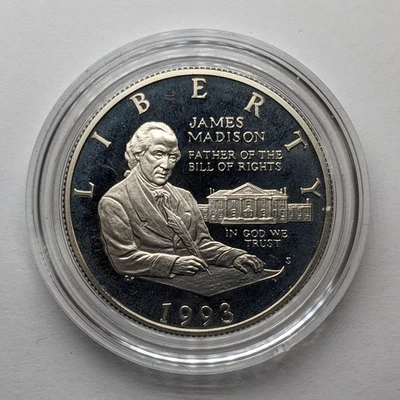 LIBERTY
JAMES
MADISON
FATHER OF THE
BILL OF RIGHTS
IN GOD WE
TRUST
S
1993